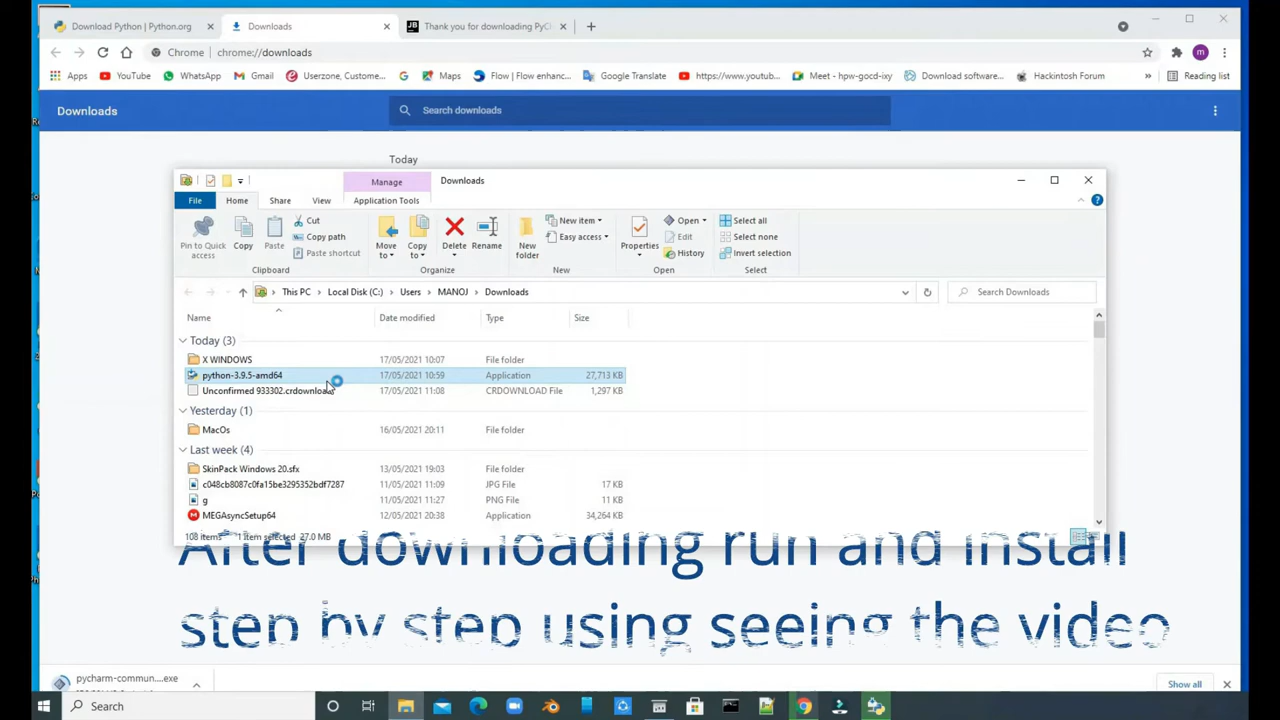 Download Python | Python.org
Downloads
Thank you for downloading PyCh
Chrome
chrome://downloads
Apps
YouTube
WhatsApp
Gmail
Userzone, Custome...
Maps
Flow | Flow enhanc...
Google Translate
https://www.youtub...
Meet - hpw-gocd-ixy
Download software...
Hackintosh Forum
»
Reading list
Downloads
Search downloads
Today
Manage
Downloads
File
Home
Share
View
Application Tools
Pin to Quick access
Copy
Paste
Cut
Copy path
Paste shortcut
Move to
Copy to
Delete
Rename
New folder
New item
Easy access
Properties
Open
Edit
History
Select all
Select none
Invert selection
Clipboard
Organize
New
Open
Select
This PC > Local Disk (C:) > Users > MANOJ > Downloads
Search Downloads
Name
Date modified
Type
Size
Today (3)
X WINDOWS 17/05/2021 10:07 File folder
python-3.9.5-amd64 17/05/2021 10:59 Application 27,713 KB
Unconfirmed 933302.crdownload 17/05/2021 11:08 CRDOWNLOAD File 1,297 KB
Yesterday (1)
MacOs 16/05/2021 20:11 File folder
Last week (4)
SkinPack Windows 20.sfx 13/05/2021 19:03 File folder
c048cb8087c0fa15be3295352bdf7287 11/05/2021 11:09 JPG File 17 KB
g 11/05/2021 11:27 PNG File 11 KB
MEGAsyncSetup64 12/05/2021 20:38 Application 34,264 KB
108 items 1 item selected 27.0 MB
After downloading run and install
step by step using seeing the video
pycharm-commun....exe
Show all
Search